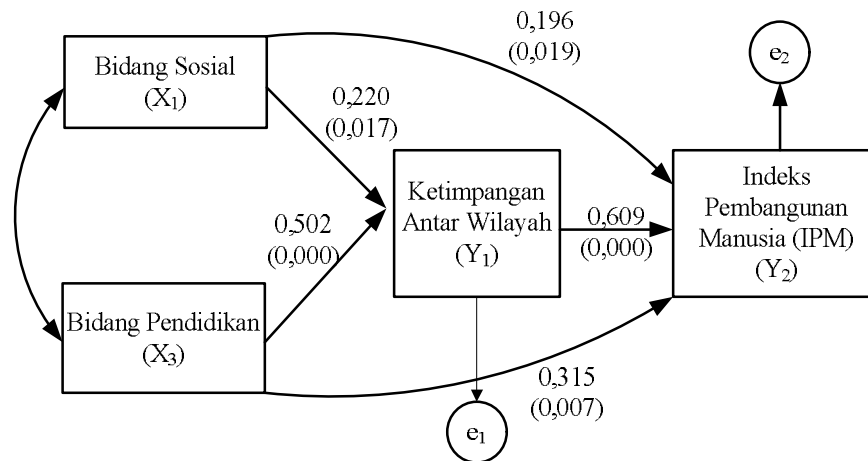 Bidang Sosial
(X₁)
0,196
(0,019)
e₂
0,220
(0,017)
Ketimpangan
Antar Wilayah
(Y₁)
0,609
(0,000)
Indeks
Pembangunan
Manusia (IPM)
(Y₂)
0,502
(0,000)
Bidang Pendidikan
(X₃)
0,315
(0,007)
e₁